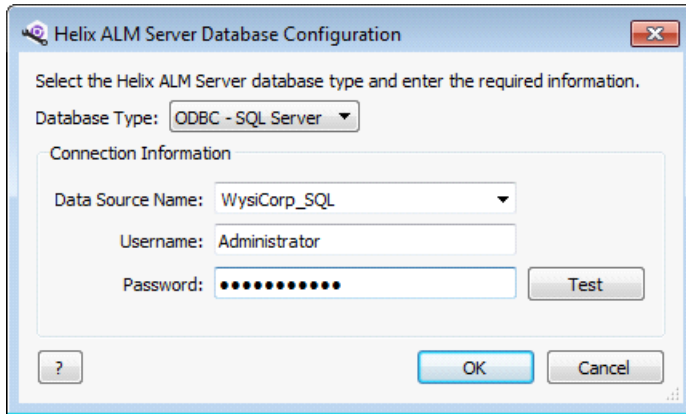 Helix ALM Server Database Configuration
Select the Helix ALM Server database type and enter the required information.
Database Type: ODBC - SQL Server
Connection Information
Data Source Name: WysiCorp_SQL
Username: Administrator
Password: ●●●●●●●●●●● Test
? OK Cancel